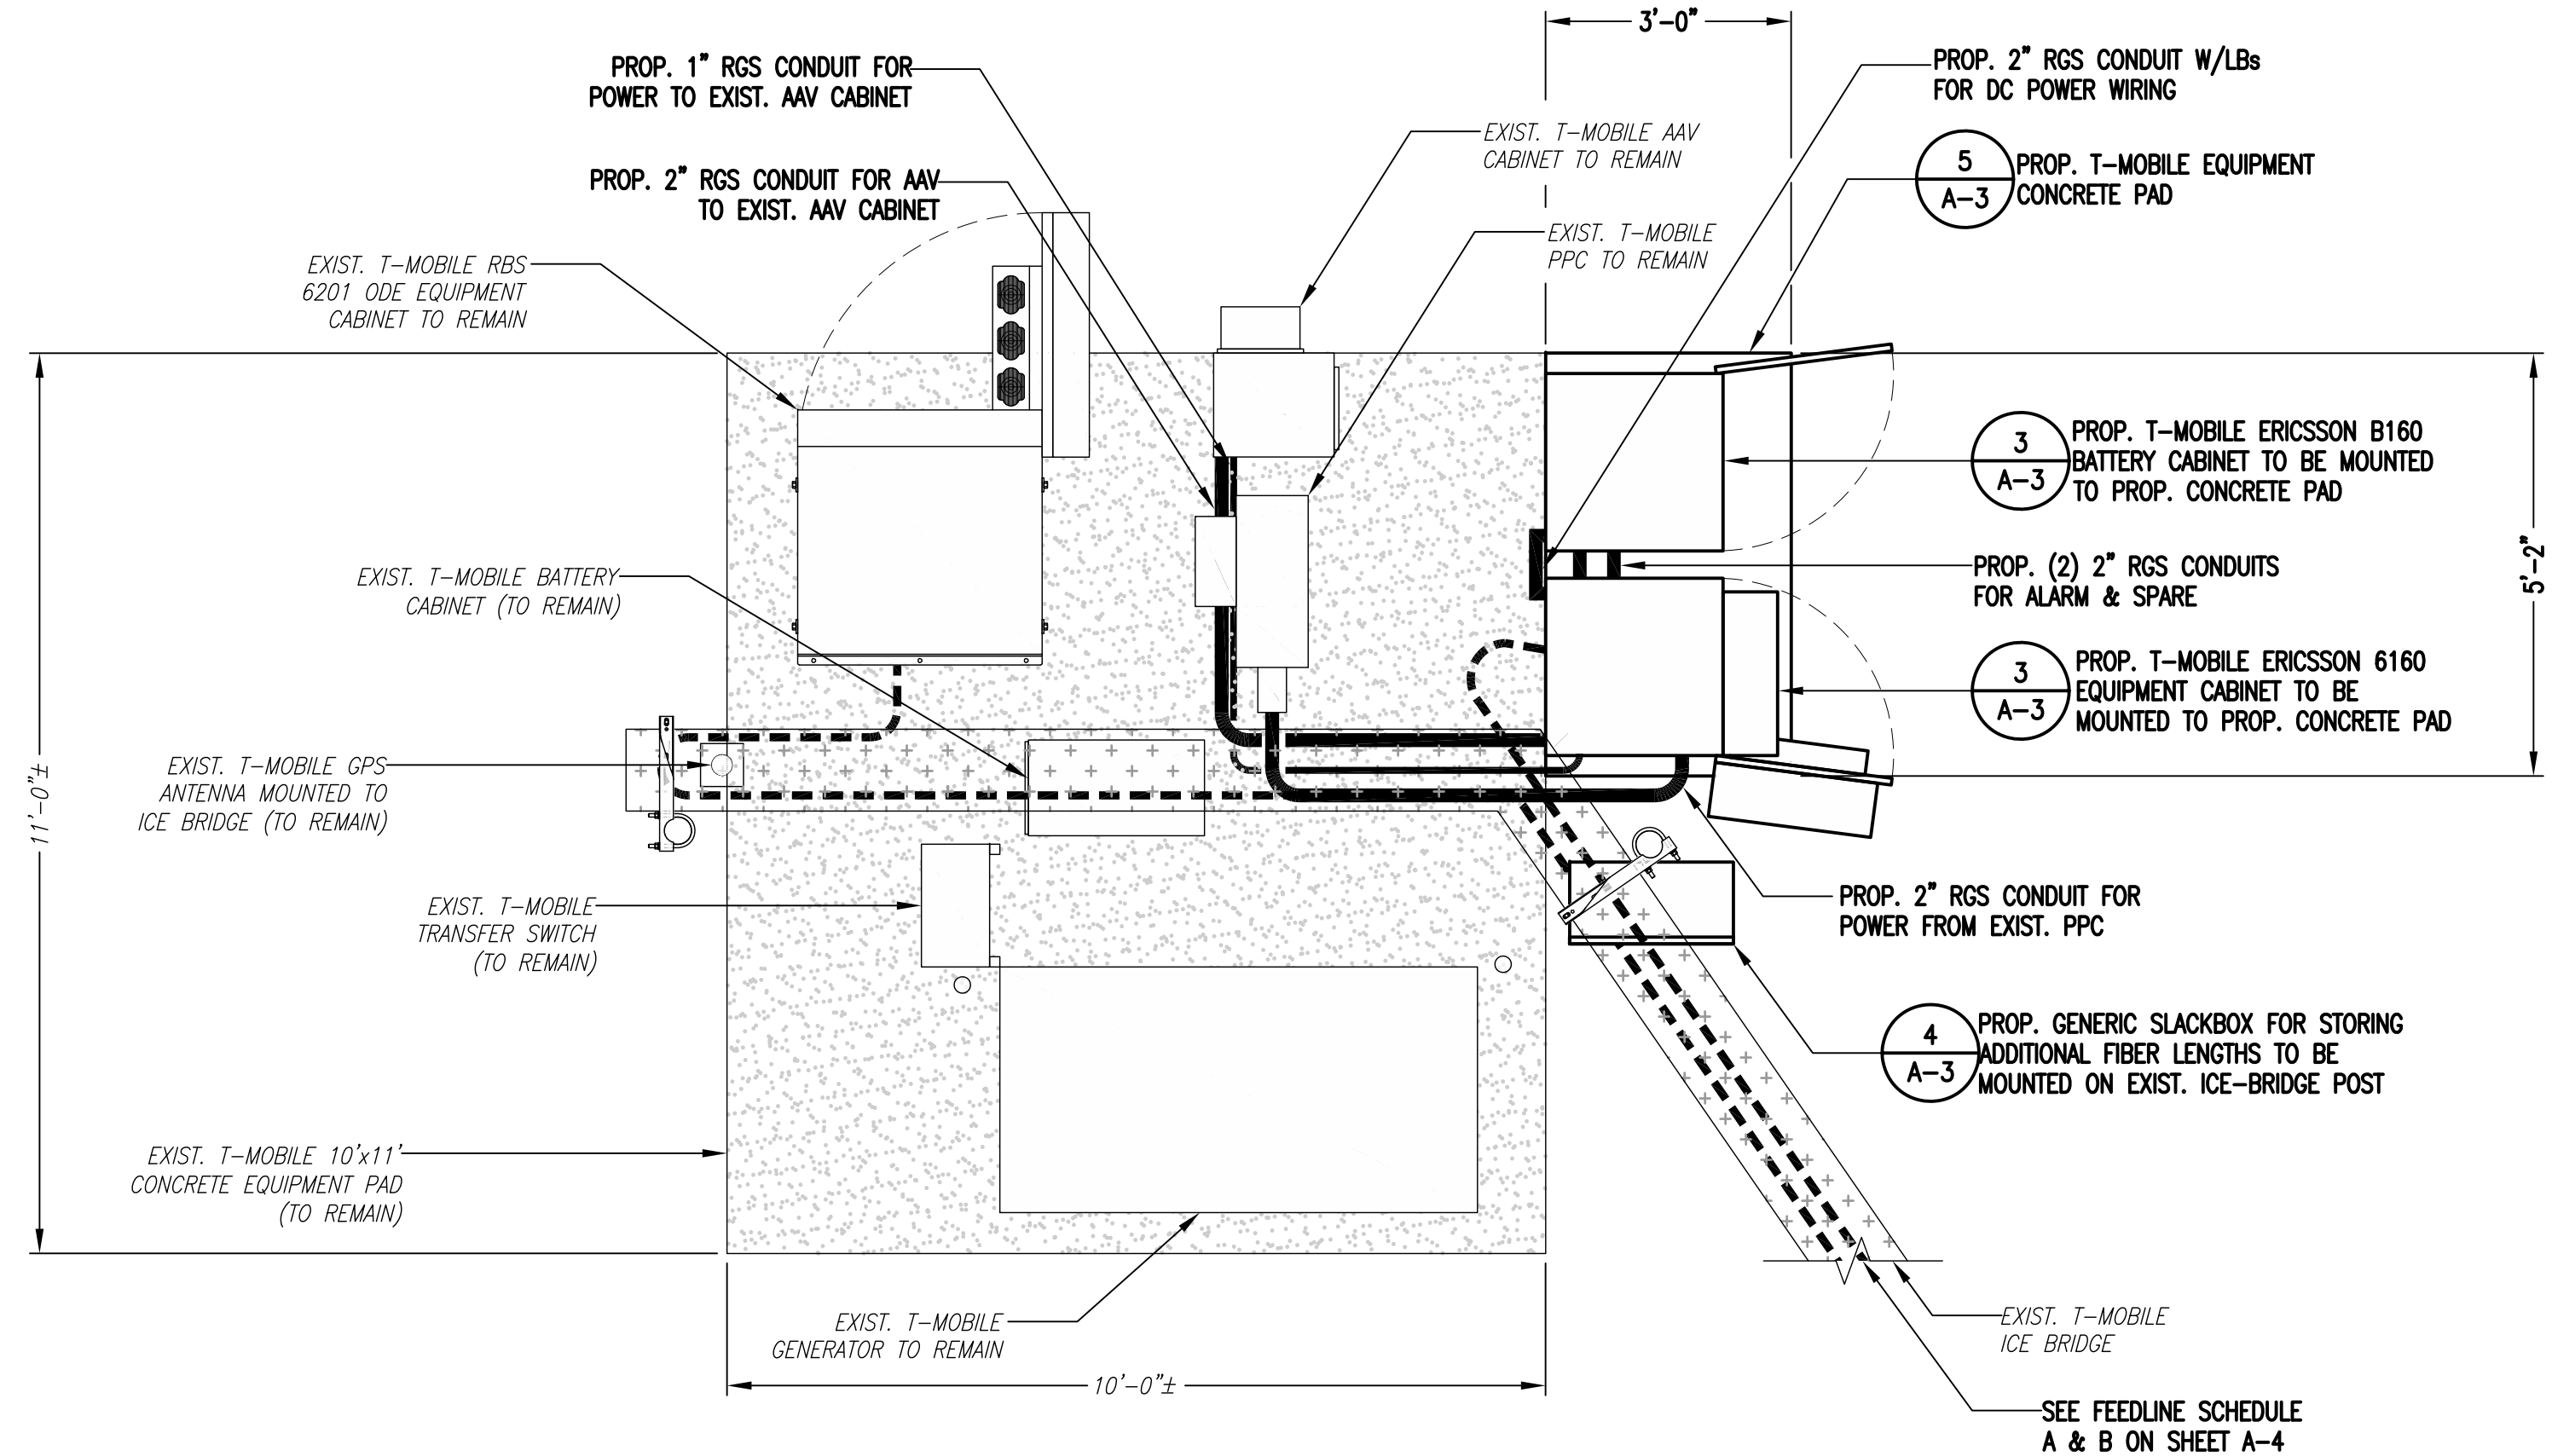 3'-0"
PROP. 1" RGS CONDUIT FOR
POWER TO EXIST. AAV CABINET
PROP. 2" RGS CONDUIT W/LBs
FOR DC POWER WIRING
EXIST. T-MOBILE AAV
CABINET TO REMAIN
5
A-3
PROP. T-MOBILE EQUIPMENT
CONCRETE PAD
PROP. 2" RGS CONDUIT FOR AAV
TO EXIST. AAV CABINET
EXIST. T-MOBILE
PPC TO REMAIN
EXIST. T-MOBILE RBS
6201 ODE EQUIPMENT
CABINET TO REMAIN
3
A-3
PROP. T-MOBILE ERICSSON B160
BATTERY CABINET TO BE MOUNTED
TO PROP. CONCRETE PAD
5'-2"
EXIST. T-MOBILE BATTERY
CABINET (TO REMAIN)
PROP. (2) 2" RGS CONDUITS
FOR ALARM & SPARE
3
A-3
PROP. T-MOBILE ERICSSON 6160
EQUIPMENT CABINET TO BE
MOUNTED TO PROP. CONCRETE PAD
11'-0"±
EXIST. T-MOBILE GPS
ANTENNA MOUNTED TO
ICE BRIDGE (TO REMAIN)
EXIST. T-MOBILE
TRANSFER SWITCH
(TO REMAIN)
PROP. 2" RGS CONDUIT FOR
POWER FROM EXIST. PPC
4
A-3
PROP. GENERIC SLACKBOX FOR STORING
ADDITIONAL FIBER LENGTHS TO BE
MOUNTED ON EXIST. ICE-BRIDGE POST
EXIST. T-MOBILE 10'x11'
CONCRETE EQUIPMENT PAD
(TO REMAIN)
EXIST. T-MOBILE
GENERATOR TO REMAIN
EXIST. T-MOBILE
ICE BRIDGE
10'-0"±
SEE FEEDLINE SCHEDULE
A & B ON SHEET A-4